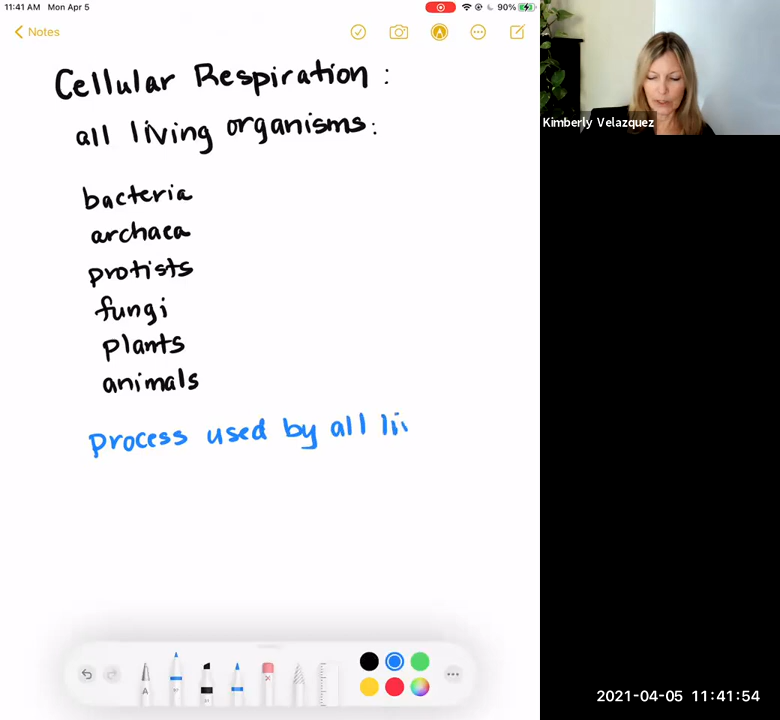 11:41 AM Mon Apr 5
90%
Notes
Cellular Respiration :
all living organisms:
bacteria
archaea
protists
fungi
plants
animals
process used by all lii
Kimberly Velazquez
2021-04-05 11:41:54